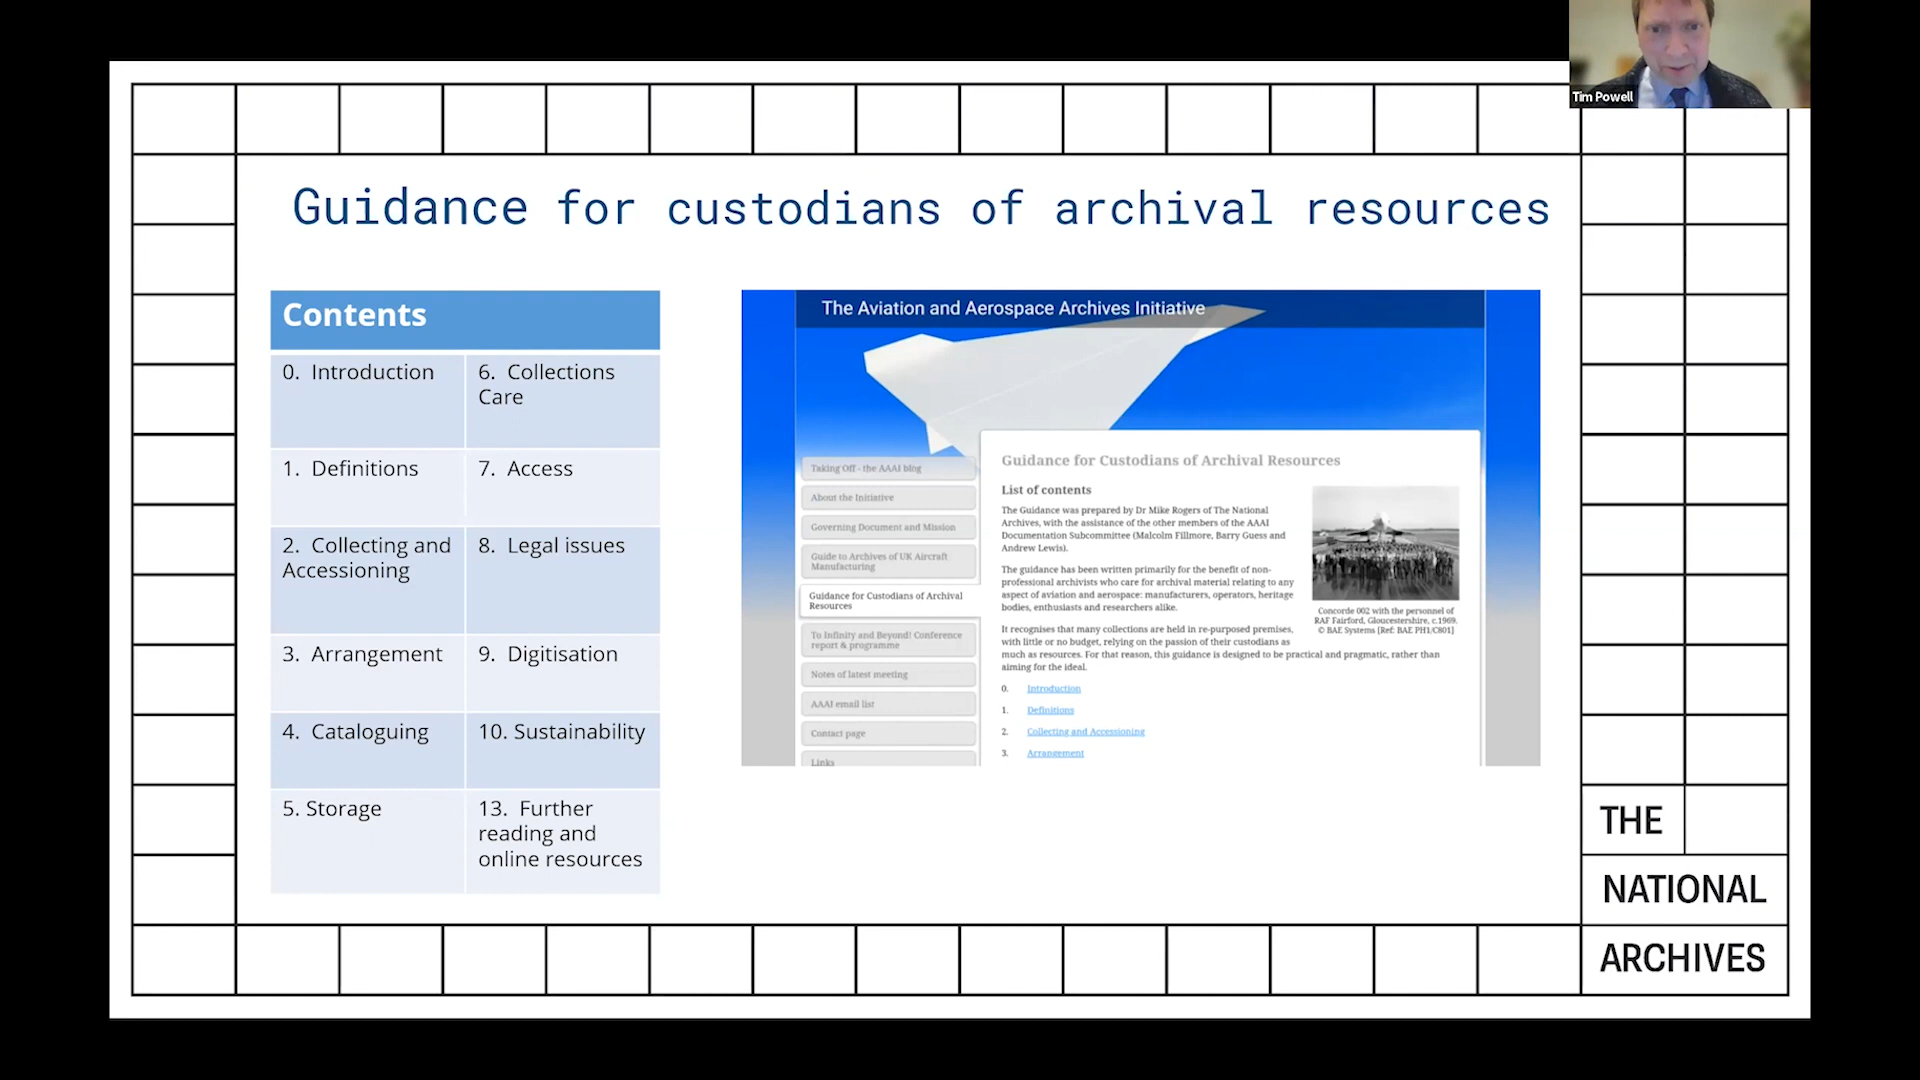 Tim Powell
Guidance for custodians of archival resources
Contents
0. Introduction
6. Collections
Care
1. Definitions
7. Access
2. Collecting and
Accessioning
8. Legal issues
3. Arrangement
9. Digitisation
4. Cataloguing
10. Sustainability
5. Storage
13. Further
reading and
online resources
The Aviation and Aerospace Archives Initiative
Taking Off - the AAAI blog
About the Initiative
Governing Document and Mission
Guide to Archives of UK Aircraft
Manufacturing
Guidance for Custodians of Archival
Resources
To Infinity and Beyond! Conference
report & programme
Notes of latest meeting
AAAI email list
Contact page
Links
Guidance for Custodians of Archival Resources
List of contents
The Guidance was prepared by Dr Mike Rogers of The National
Archives, with the assistance of the other members of the AAAI
Documentation Subcommittee (Malcolm Fillmore, Barry Guess and
Andrew Lewis).
The guidance has been written primarily for the benefit of non-
professional archivists who care for archival material relating to any
aspect of aviation and aerospace: manufacturers, operators, heritage
bodies, enthusiasts and researchers alike.
It recognises that many collections are held in re-purposed premises,
with little or no budget, relying on the passion of their custodians as
much as resources. For that reason, this guidance is designed to be practical and pragmatic, rather than
aiming for the ideal.
0. Introduction
1. Definitions
2. Collecting and Accessioning
3. Arrangement
Concorde 002 with the personnel of
RAF Fairford, Gloucestershire, c.1969.
© BAE Systems [Ref: BAE PH1/C801]
THE
NATIONAL
ARCHIVES